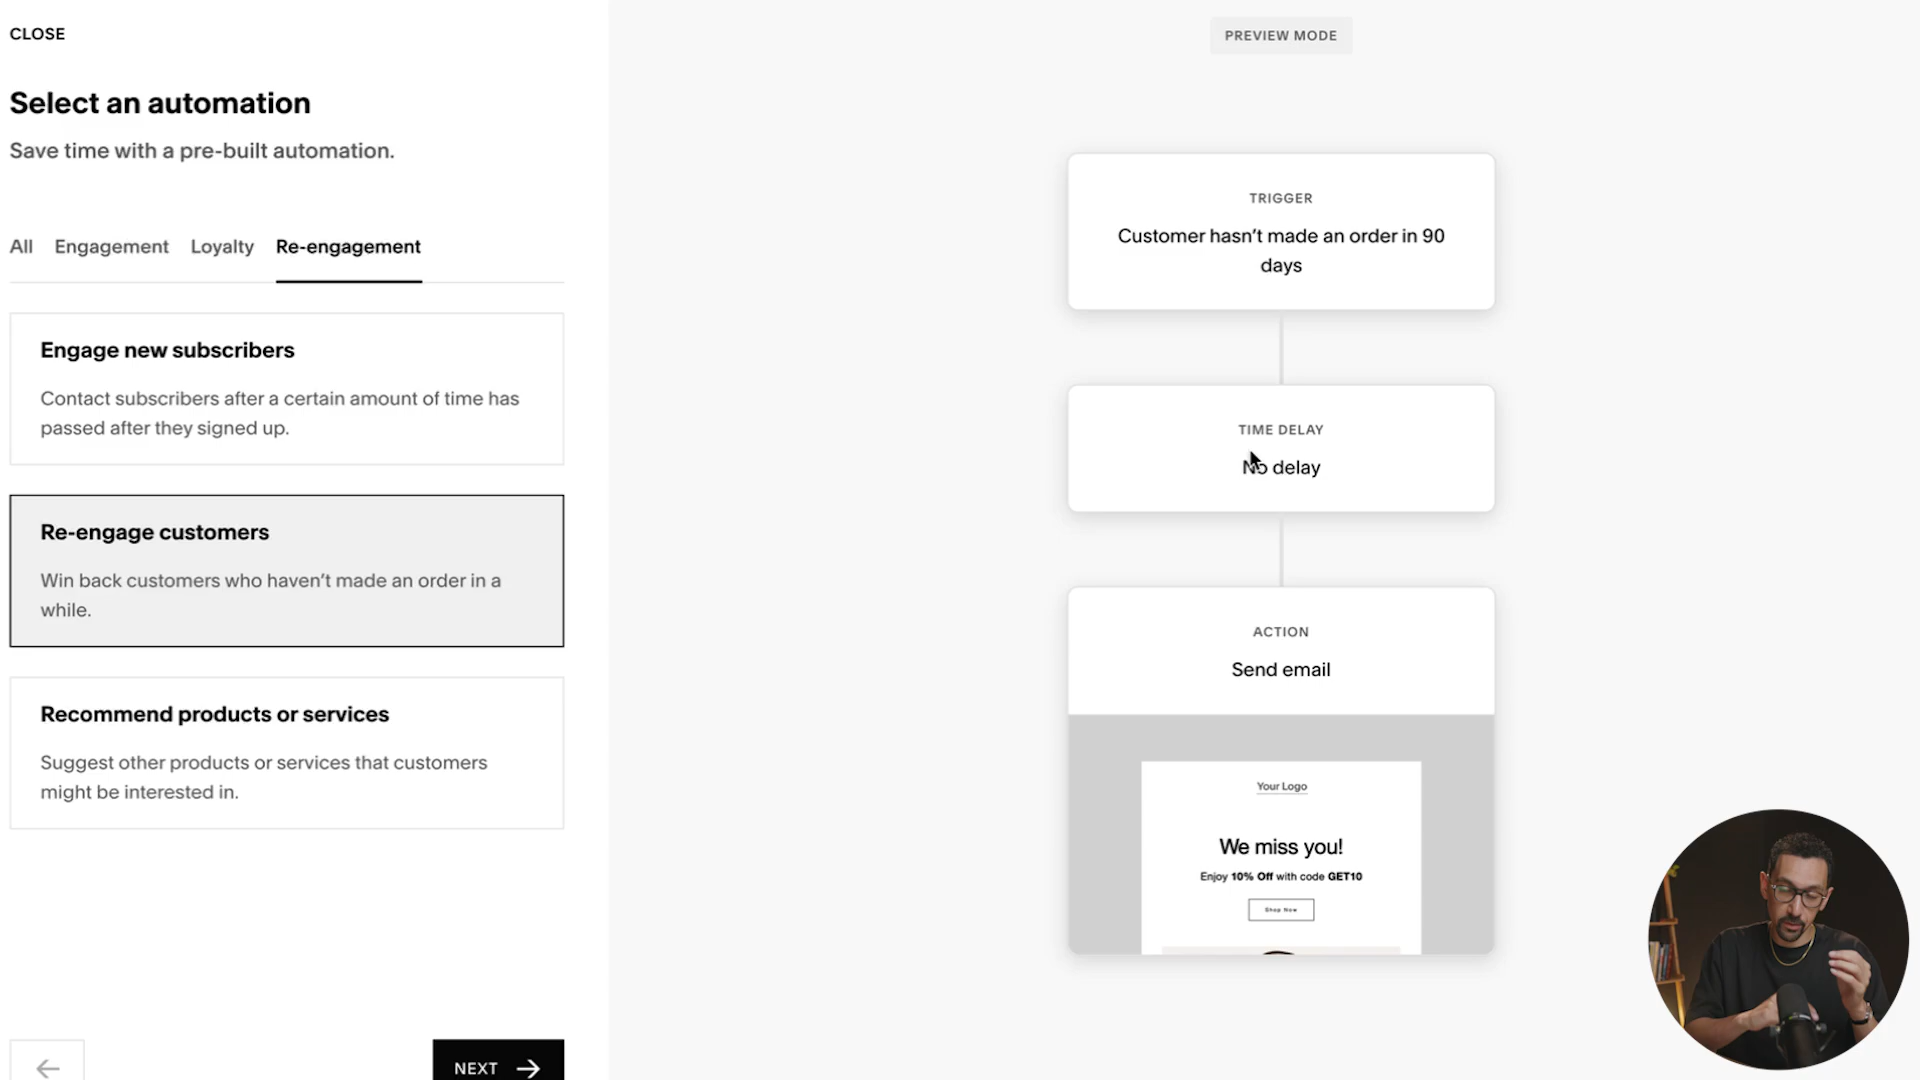 CLOSE
Select an automation
Save time with a pre-built automation.
All
Engagement
Loyalty
Re-engagement
Engage new subscribers
Contact subscribers after a certain amount of time has
passed after they signed up.
Re-engage customers
Win back customers who haven’t made an order in a
while.
Recommend products or services
Suggest other products or services that customers
might be interested in.
NEXT
PREVIEW MODE
TRIGGER
Customer hasn’t made an order in 90
days
TIME DELAY
No delay
ACTION
Send email
Your Logo
We miss you!
Enjoy 10% Off with code GET10
Shop Now